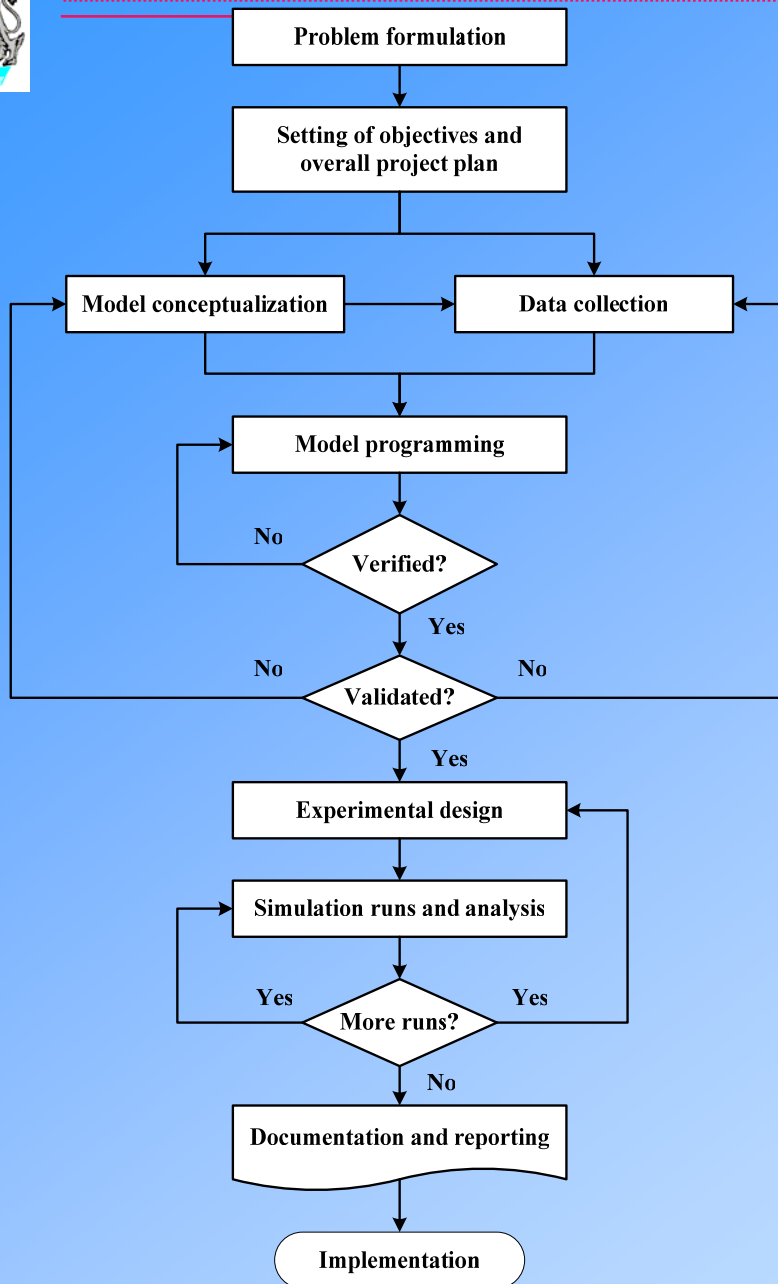 Problem formulation
Setting of objectives and
overall project plan
Model conceptualization
Data collection
Model programming
No
Verified?
Yes
No
No
Validated?
Yes
Experimental design
Simulation runs and analysis
Yes
Yes
More runs?
No
Documentation and reporting
Implementation